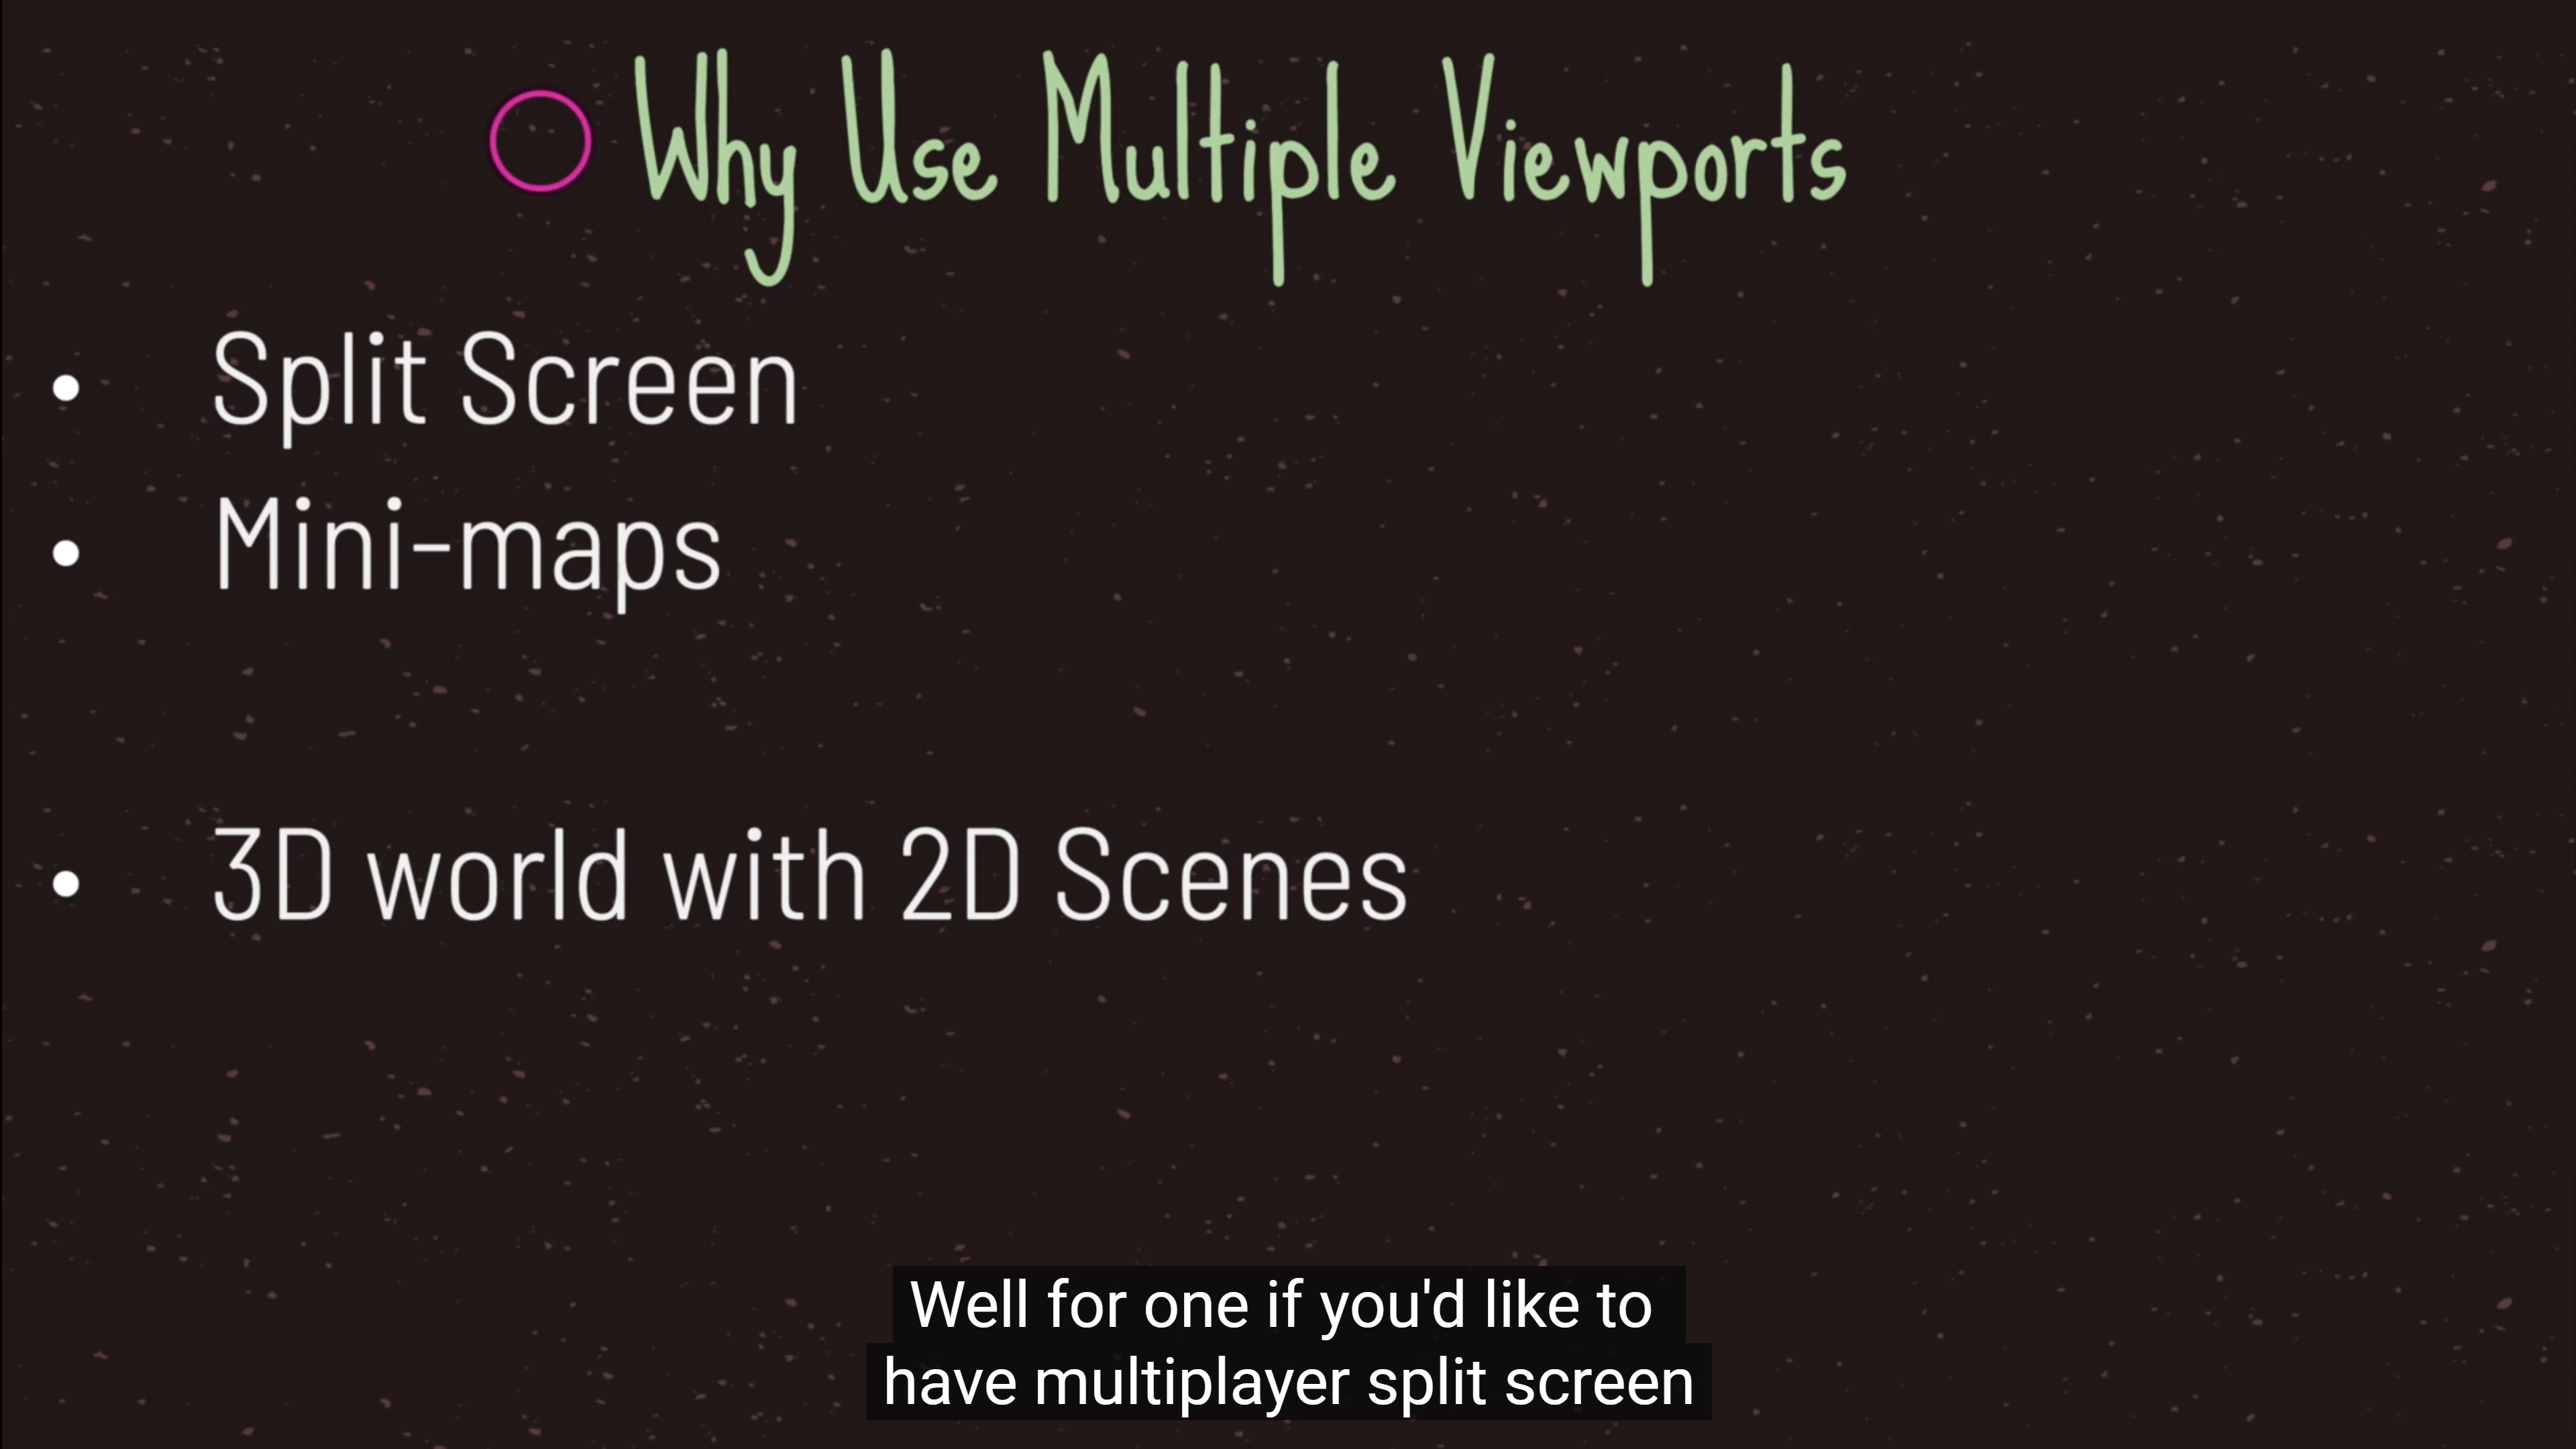 Why Use Multiple Viewports
• Split Screen
• Mini-maps
• 3D world with 2D Scenes
Well for one if you'd like to
have multiplayer split screen